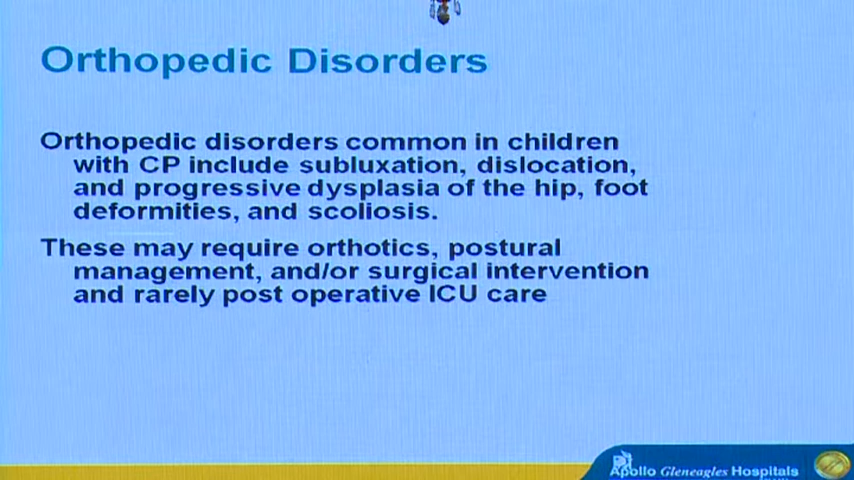 Orthopedic Disorders
Orthopedic disorders common in children
with CP include subluxation, dislocation,
and progressive dysplasia of the hip, foot
deformities, and scoliosis.
These may require orthotics, postural
management, and/or surgical intervention
and rarely post operative ICU care
Apollo Gleneagles Hospitals